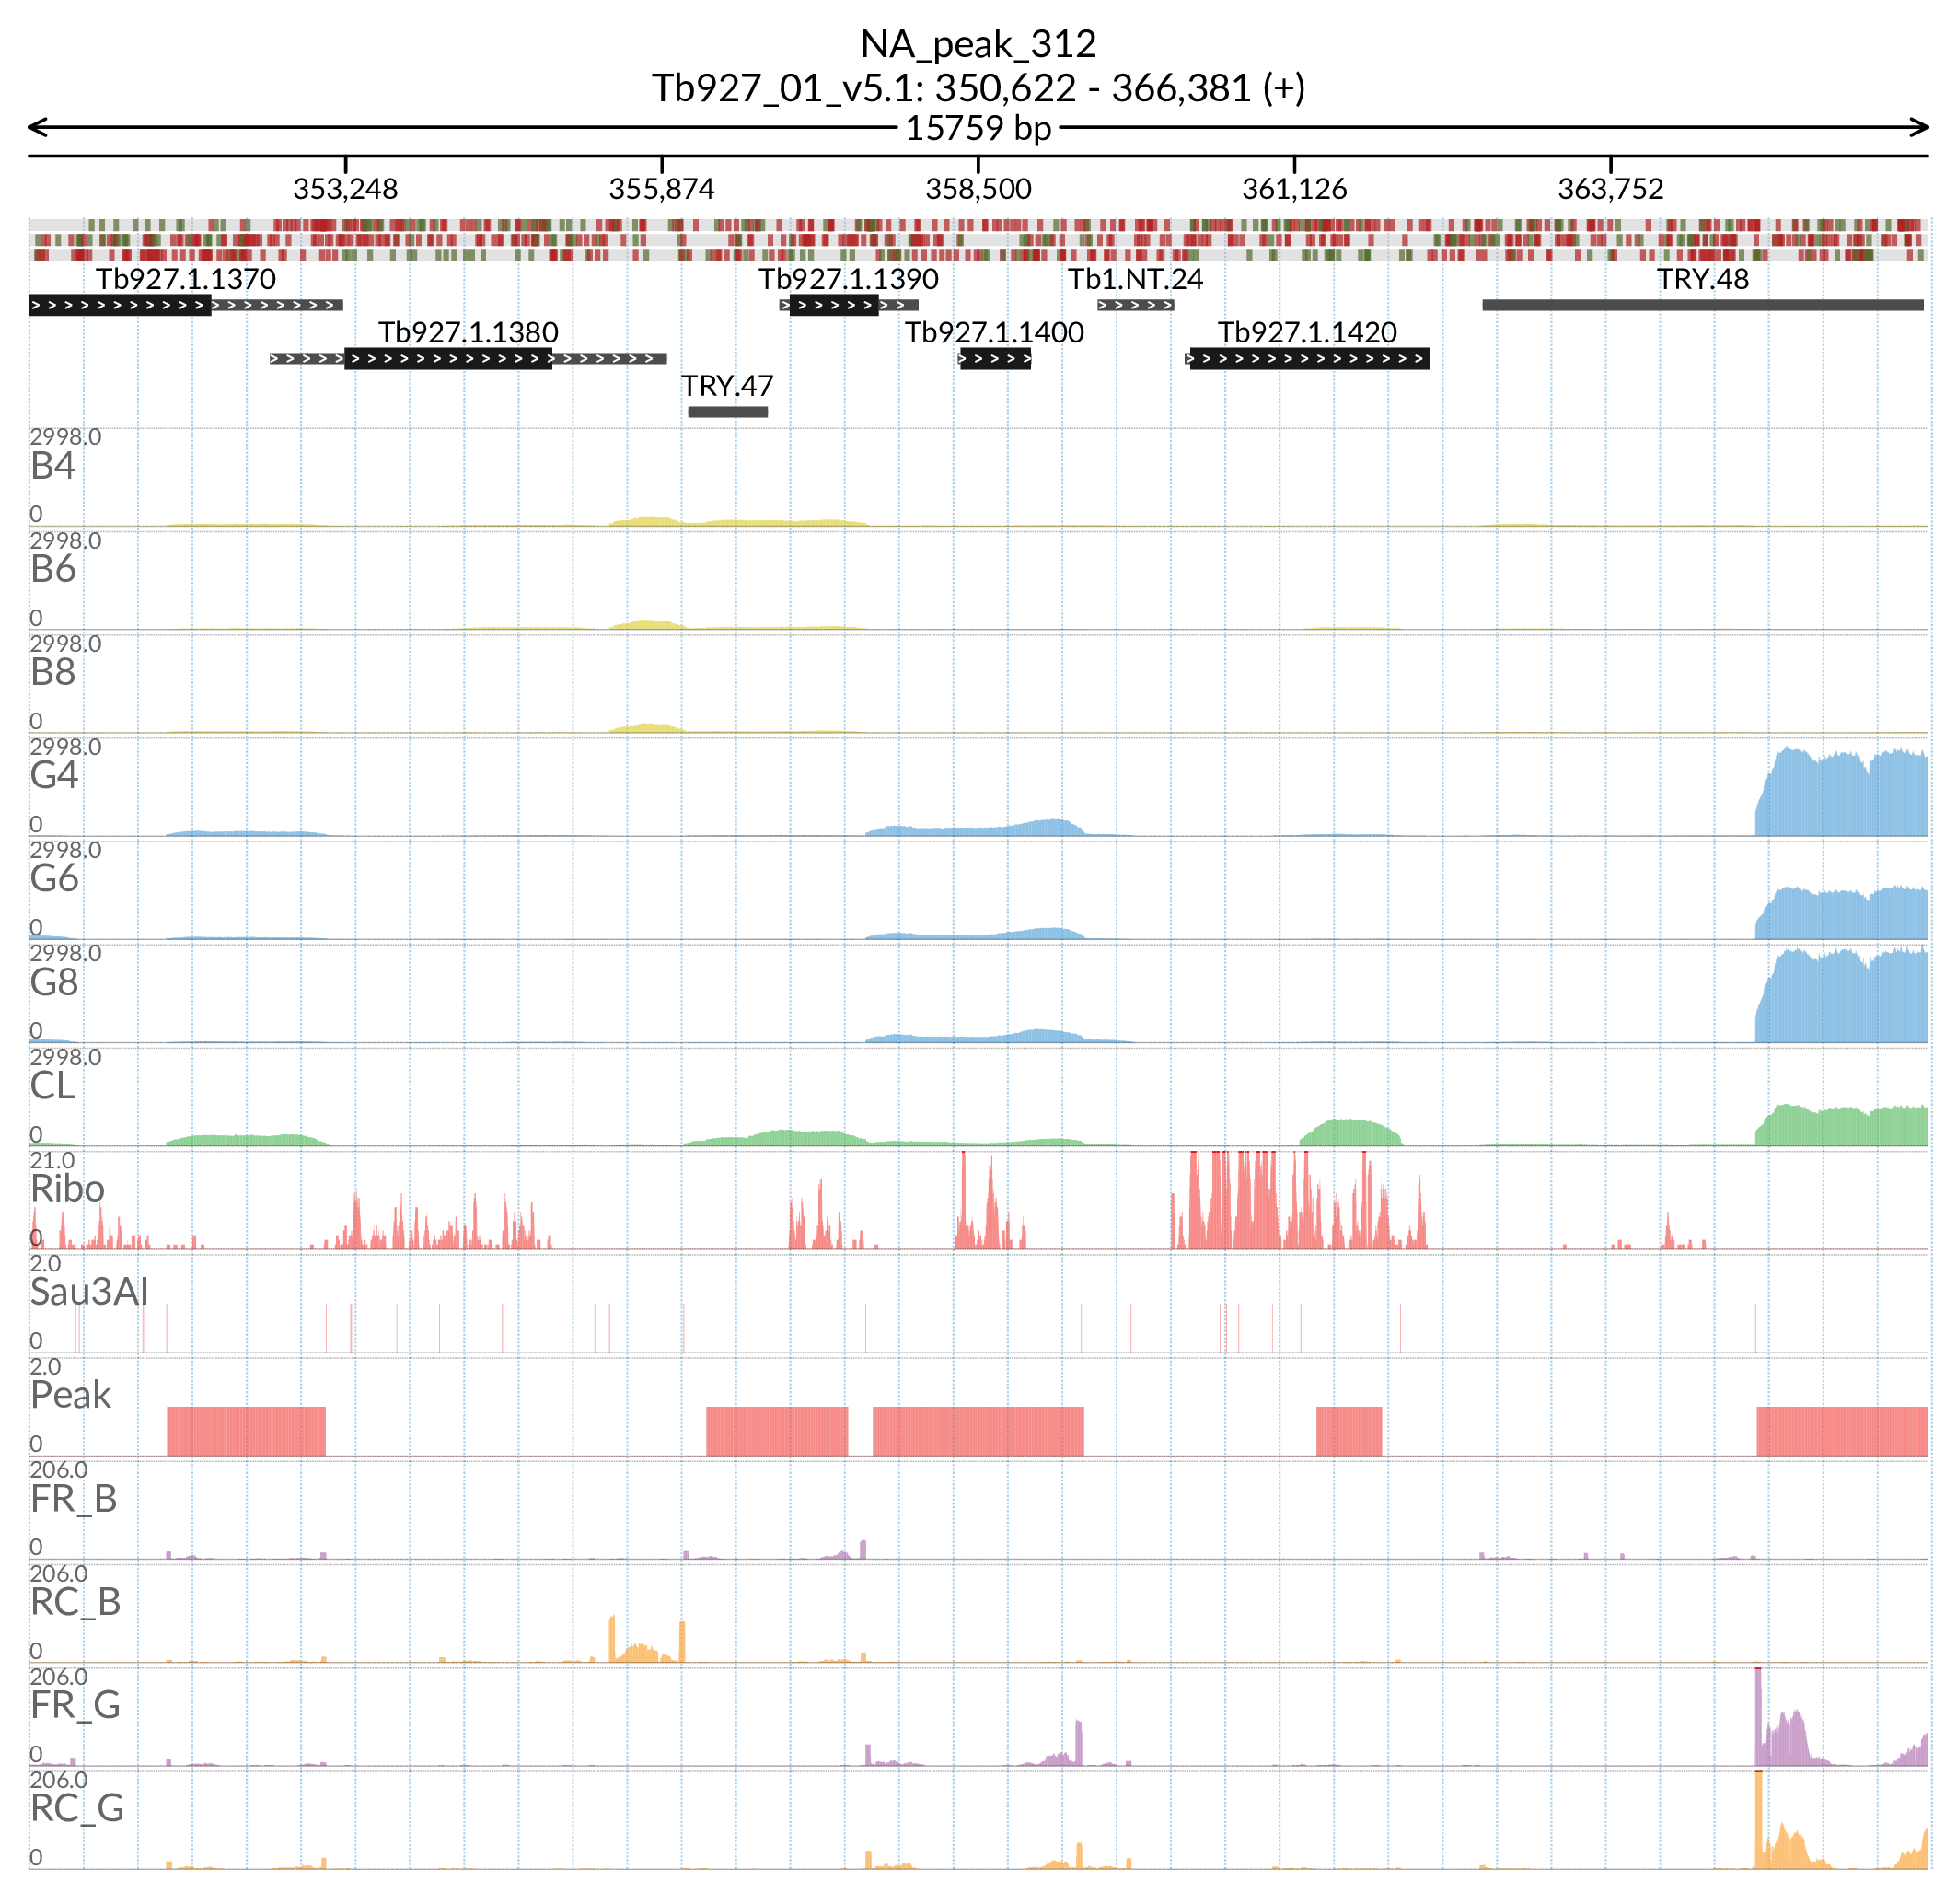 NA_peak_312
Tb927_01_v5.1: 350,622 - 366,381 (+)
15759 bp
353,248 355,874 358,500 361,126 363,752
Tb927.1.1370 Tb927.1.1390 Tb1.NT.24 TRY.48
Tb927.1.1380 Tb927.1.1400 Tb927.1.1420
TRY.47
2998.0
B4
0
2998.0
B6
0
2998.0
B8
0
2998.0
G4
0
2998.0
G6
0
2998.0
G8
0
2998.0
CL
0
21.0
Ribo
0
2.0
Sau3AI
0
2.0
Peak
0
206.0
FR_B
0
206.0
RC_B
0
206.0
FR_G
0
206.0
RC_G
0